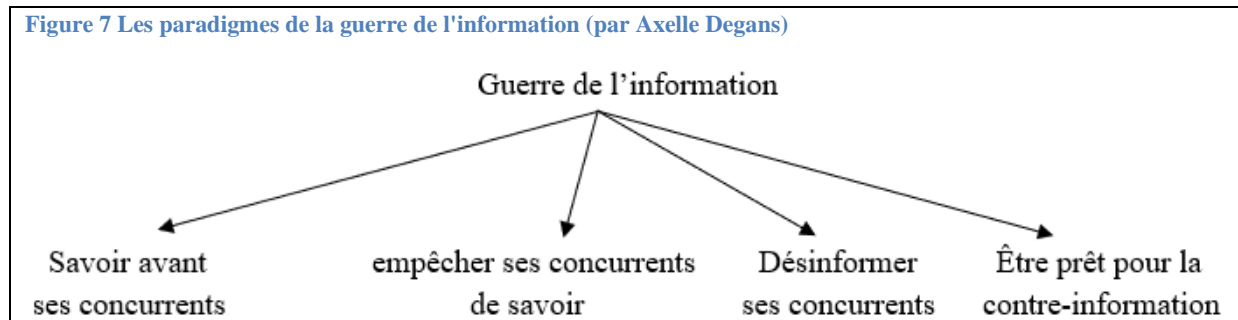 Figure 7 Les paradigmes de la guerre de l'information (par Axelle Degans)
Guerre de l’information
Savoir avant
ses concurrents
empêcher ses concurrents
de savoir
Désinformer
ses concurrents
Être prêt pour la
contre-information